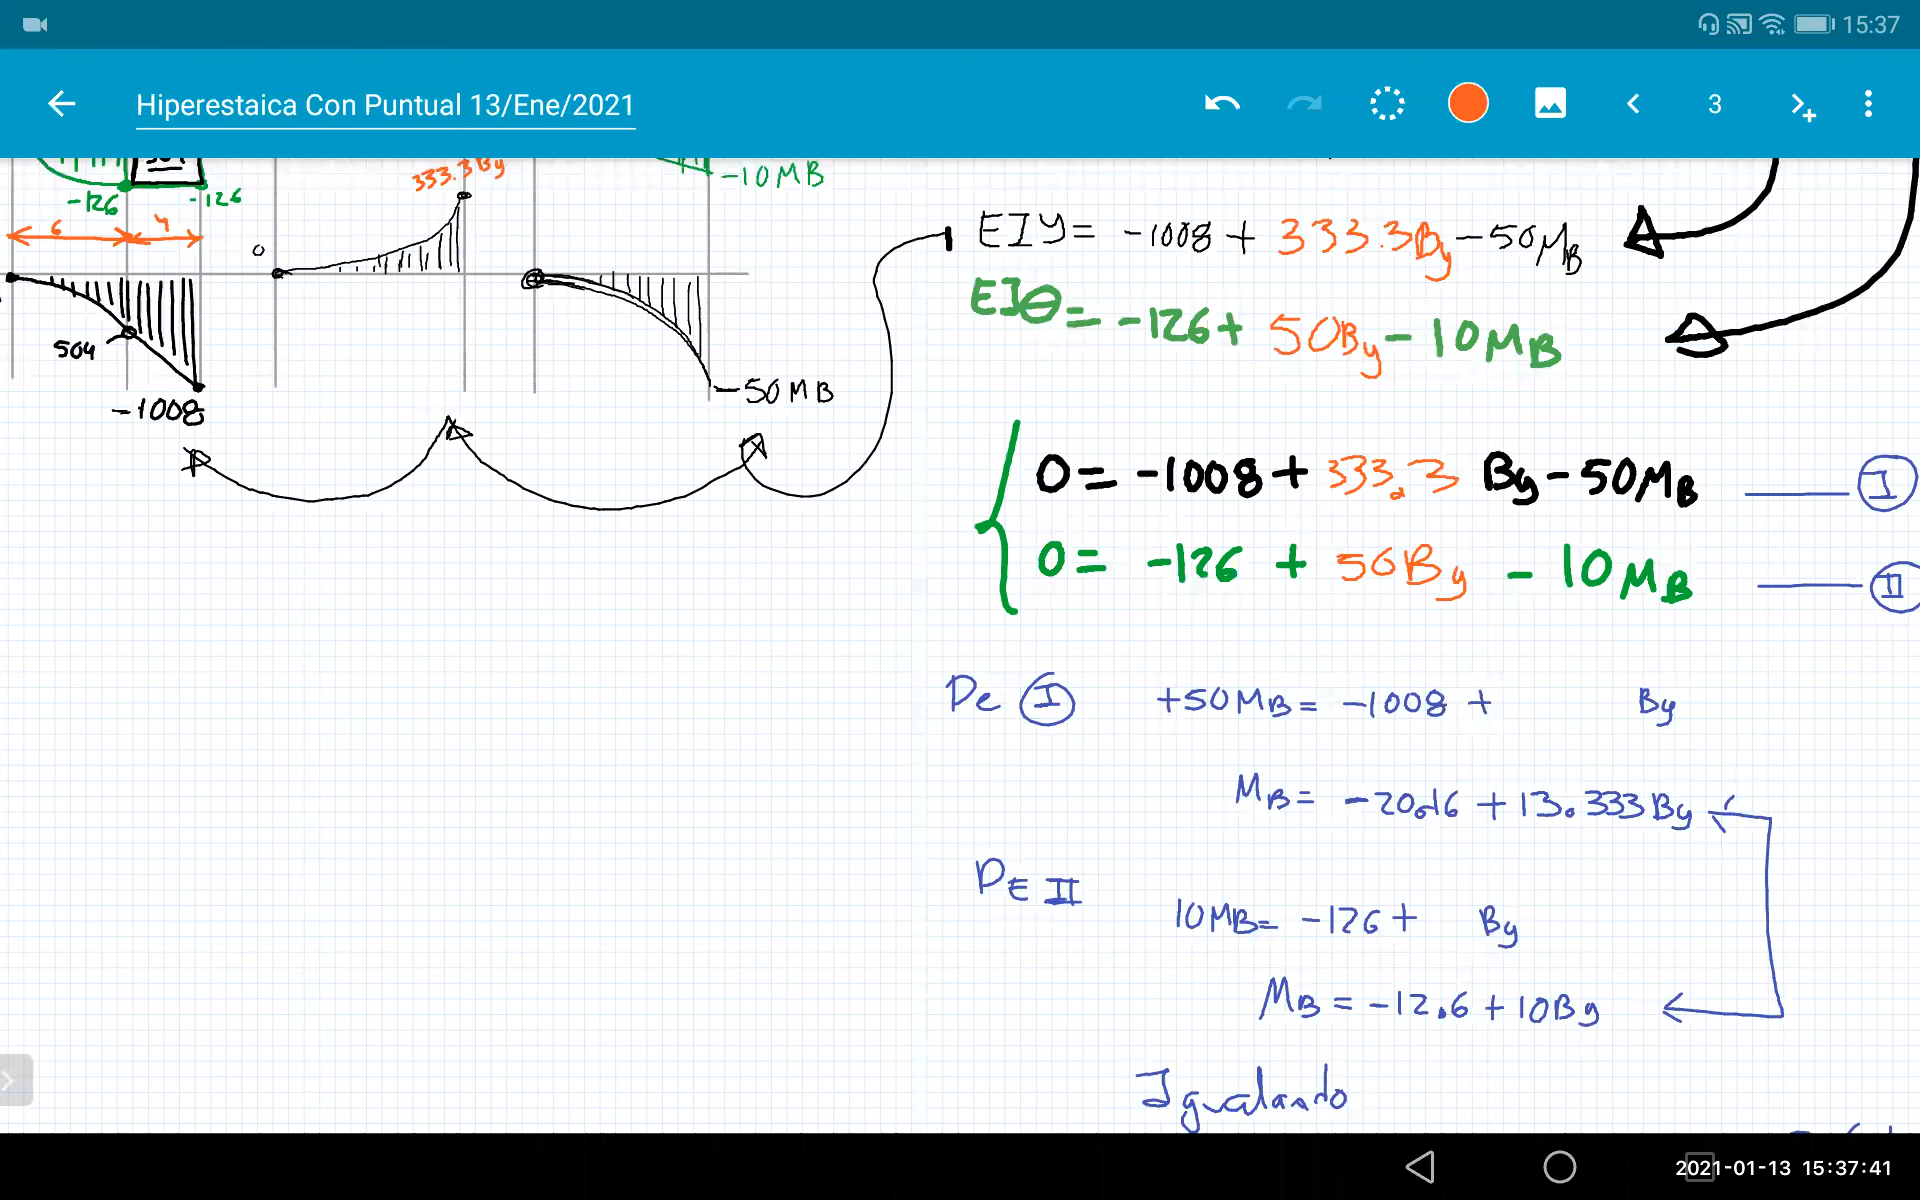 15:37
Hiperestaica Con Puntual 13/Ene/2021
3
333.3By
-10MB
-126
-126
6
4
0
504
-1008
-50MB
EIY= -1008+ 333.3By -50MB
EIΘ= -126+ 50By - 10MB
0= -1008+ 333.3 By - 50MB I
0= -126 + 50By - 10MB II
De I +50MB= -1008 + By
MB= -20.16 + 13.333By
DE II
10MB= -126+ By
MB = -12.6 + 10By
Igualando
2021-01-13 15:37:41